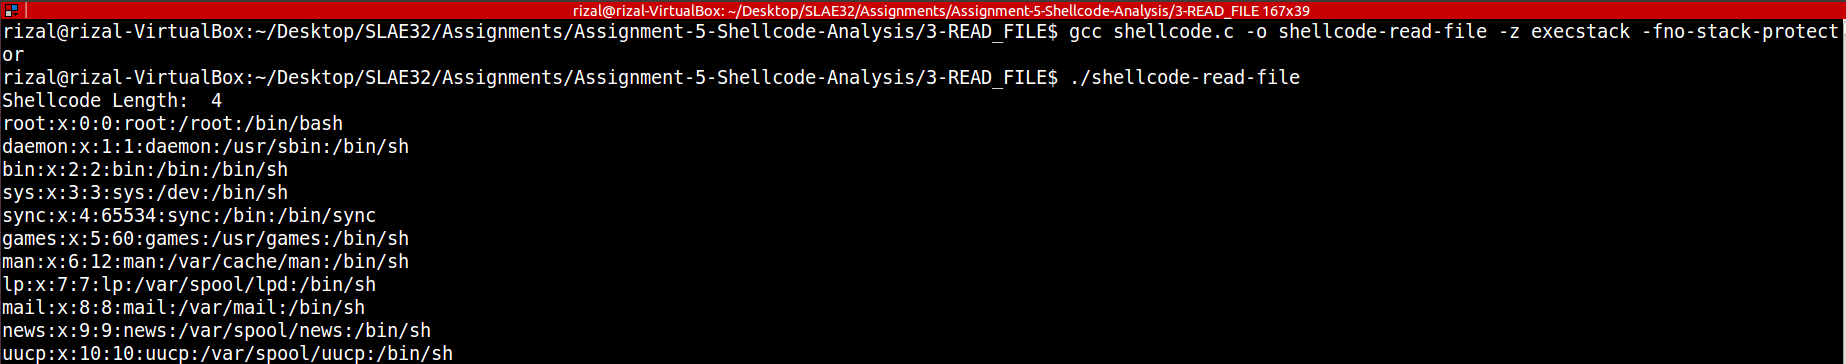 rizal@rizal-VirtualBox: ~/Desktop/SLAE32/Assignments/Assignment-5-Shellcode-Analysis/3-READ_FILE 167x39
rizal@rizal-VirtualBox:~/Desktop/SLAE32/Assignments/Assignment-5-Shellcode-Analysis/3-READ_FILE$ gcc shellcode.c -o shellcode-read-file -z execstack -fno-stack-protect
or
rizal@rizal-VirtualBox:~/Desktop/SLAE32/Assignments/Assignment-5-Shellcode-Analysis/3-READ_FILE$ ./shellcode-read-file
Shellcode Length:  4
root:x:0:0:root:/root:/bin/bash
daemon:x:1:1:daemon:/usr/sbin:/bin/sh
bin:x:2:2:bin:/bin:/bin/sh
sys:x:3:3:sys:/dev:/bin/sh
sync:x:4:65534:sync:/bin:/bin/sync
games:x:5:60:games:/usr/games:/bin/sh
man:x:6:12:man:/var/cache/man:/bin/sh
lp:x:7:7:lp:/var/spool/lpd:/bin/sh
mail:x:8:8:mail:/var/mail:/bin/sh
news:x:9:9:news:/var/spool/news:/bin/sh
uucp:x:10:10:uucp:/var/spool/uucp:/bin/sh